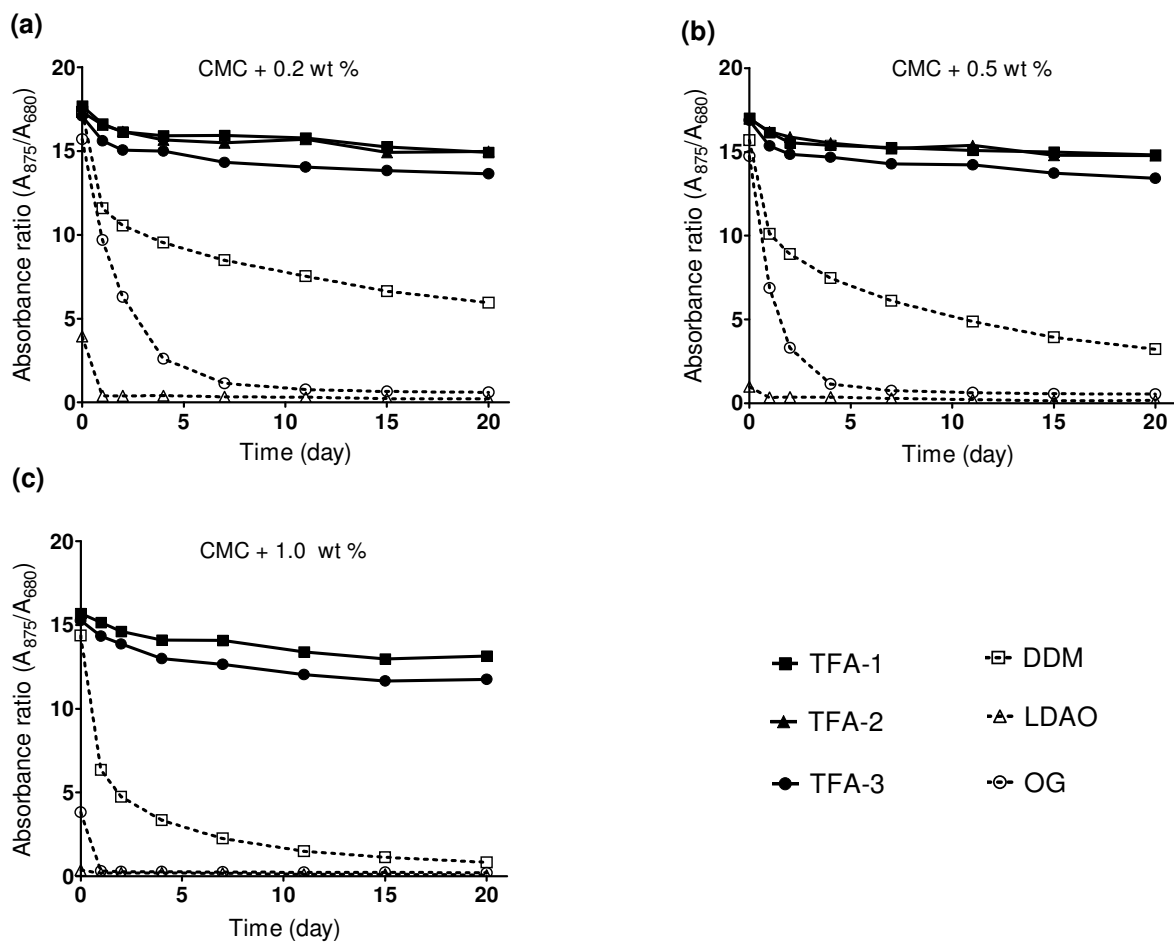 (a)
CMC + 0.2 wt %
Absorbance ratio (A875/A680)
20
15
10
5
0
0 5 10 15 20
Time (day)
(b)
CMC + 0.5 wt %
Absorbance ratio (A875/A680)
20
15
10
5
0
0 5 10 15 20
Time (day)
(c)
CMC + 1.0 wt %
Absorbance ratio (A875/A680)
20
15
10
5
0
0 5 10 15 20
Time (day)
TFA-1
TFA-2
TFA-3
DDM
LDAO
OG